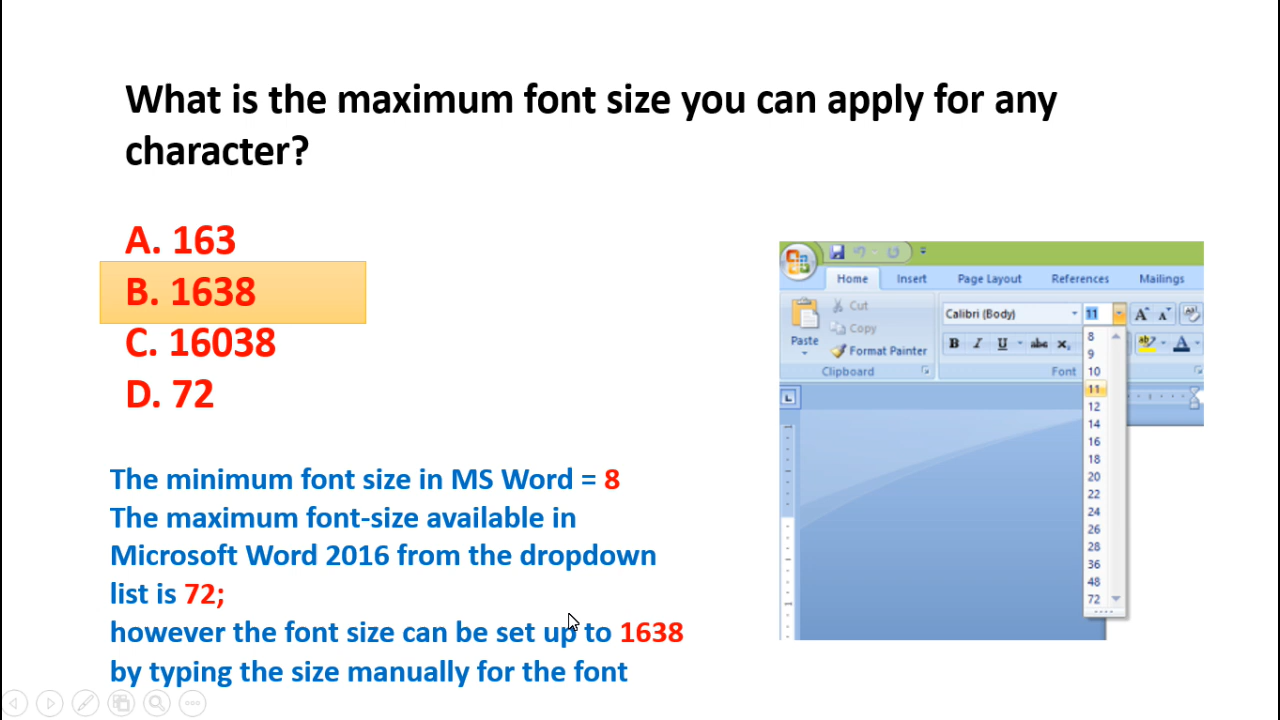 What is the maximum font size you can apply for any
character?
A. 163
B. 1638
C. 16038
D. 72
The minimum font size in MS Word = 8
The maximum font-size available in
Microsoft Word 2016 from the dropdown
list is 72;
however the font size can be set up to 1638
by typing the size manually for the font
Home Insert Page Layout References Mailings
Cut
Copy
Paste
Format Painter
Clipboard
Calibri (Body) 11
B I U abc x₂
Font
8
9
10
11
12
14
16
18
20
22
24
26
28
36
48
72